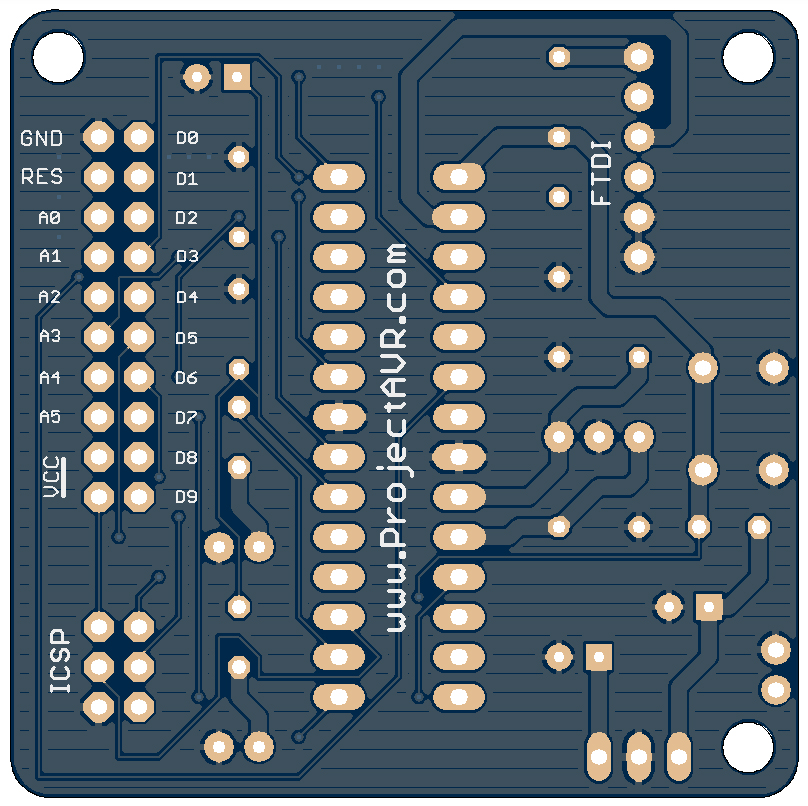 GND D0
RES D1
A0 D2
A1 D3
A2 D4
A3 D5
A4 D6
A5 D7
D8
VCC D9
ICSP
www.ProjectAVR.com
FTDI